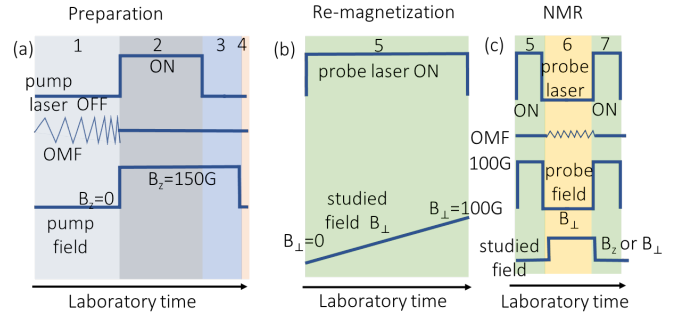 Preparation
Re-magnetization
NMR
(a)
1
2
3
4
ON
pump
laser OFF
OMF
B_z=0
B_z=150G
pump
field
Laboratory time
(b)
5
probe laser ON
studied
field B_⊥
B_⊥=100G
B_⊥=0
Laboratory time
(c)
5
6
7
probe
laser
ON
ON
OMF
100G
probe
field
B_⊥
studied
field
B_z or B_⊥
Laboratory time